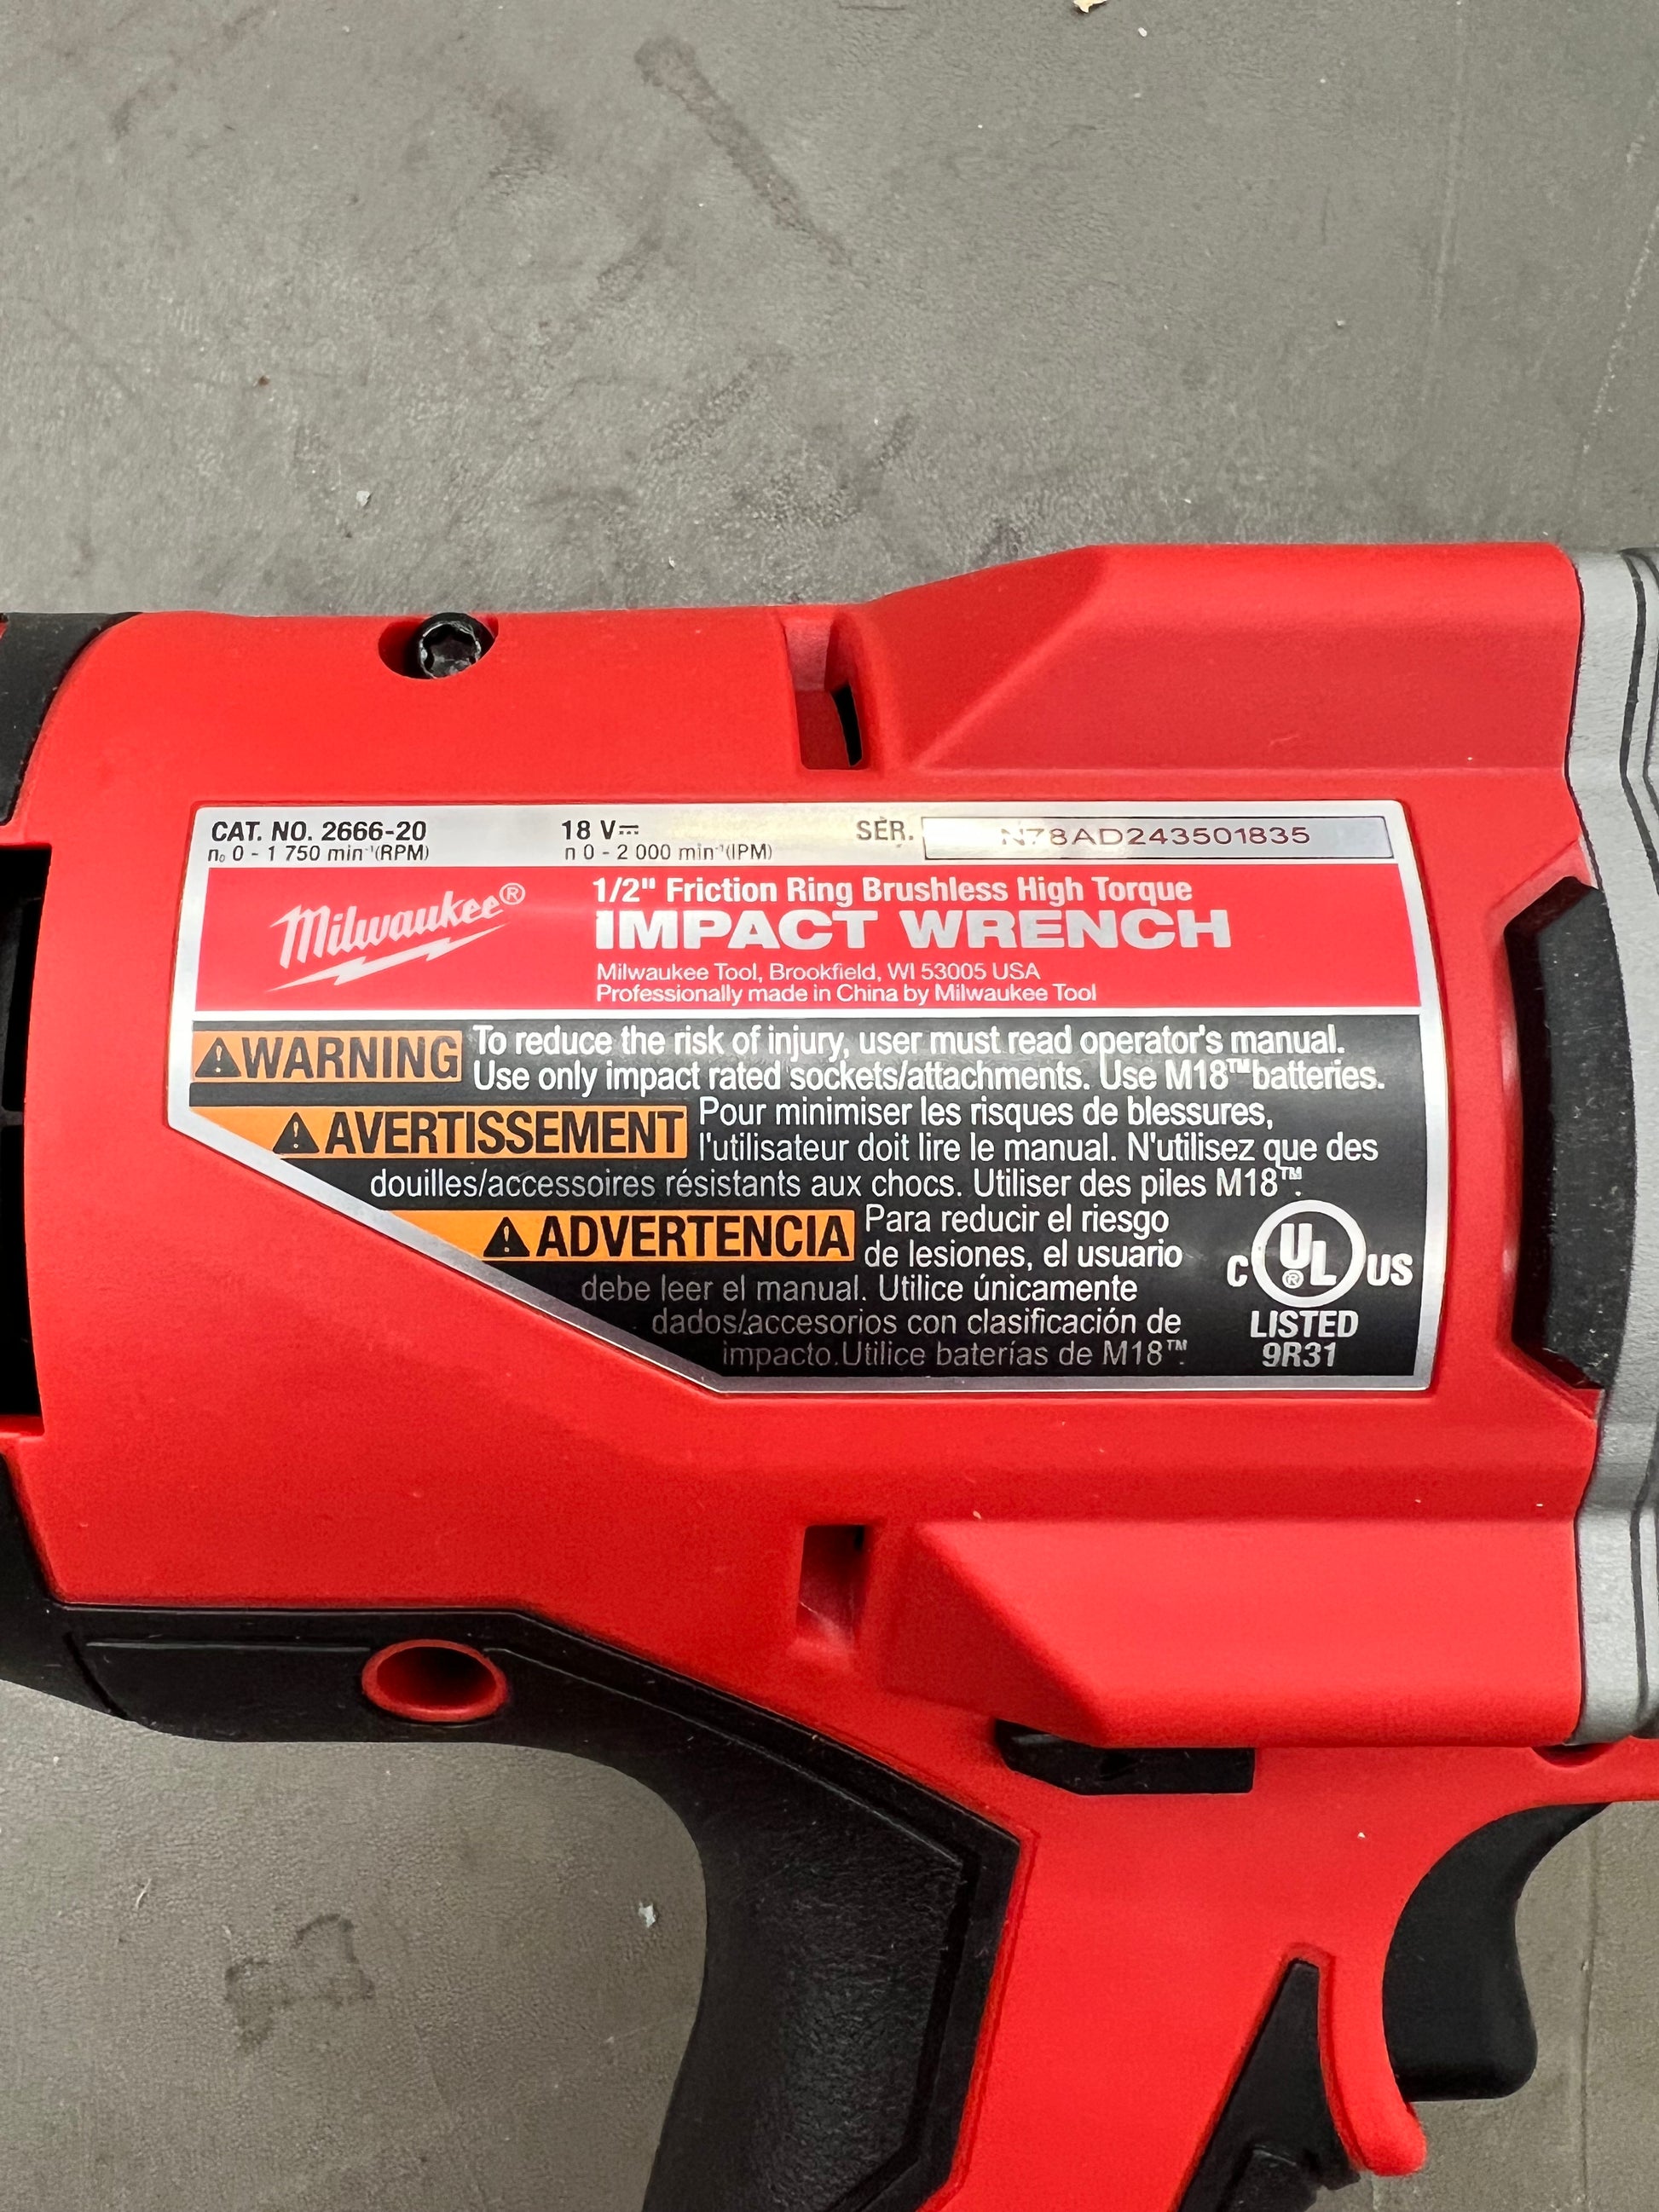 CAT. NO. 2666-20 18 V⎓ SER. N78AD243501835
n₀ 0 - 1 750 min⁻¹(RPM) n 0 - 2 000 min⁻¹(IPM)
Milwaukee®
1/2" Friction Ring Brushless High Torque
IMPACT WRENCH
Milwaukee Tool, Brookfield, WI 53005 USA
Professionally made in China by Milwaukee Tool
⚠WARNING To reduce the risk of injury, user must read operator's manual.
Use only impact rated sockets/attachments. Use M18™ batteries.
⚠AVERTISSEMENT Pour minimiser les risques de blessures,
l'utilisateur doit lire le manual. N'utilisez que des
douilles/accessoires résistants aux chocs. Utiliser des piles M18™.
⚠ADVERTENCIA Para reducir el riesgo
de lesiones, el usuario
debe leer el manual. Utilice únicamente
dados/accesorios con clasificación de
impacto.Utilice baterías de M18™.
C UL® US
LISTED
9R31